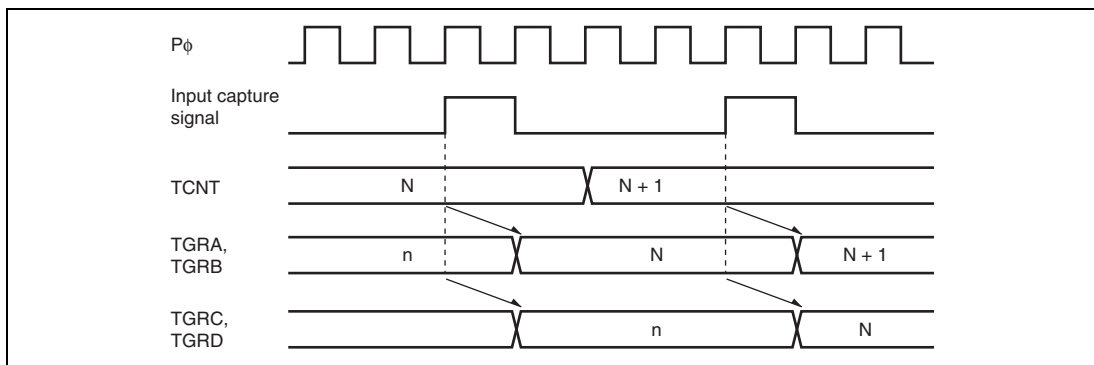 Pϕ
Input capture
signal
TCNT
N
N + 1
TGRA,
TGRB
n
N
N + 1
TGRC,
TGRD
n
N